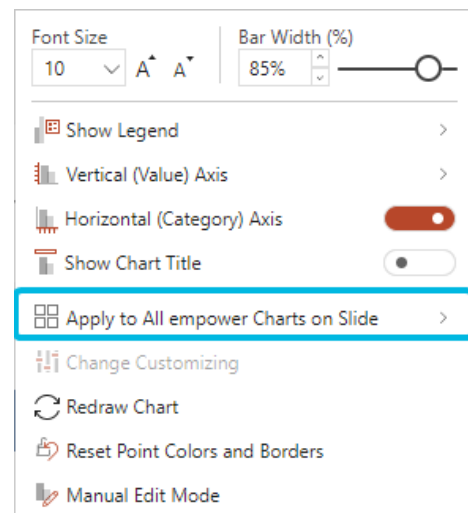 Font Size Bar Width (%)
10 A A 85%
Show Legend
Vertical (Value) Axis
Horizontal (Category) Axis
Show Chart Title
Apply to All empower Charts on Slide
Change Customizing
Redraw Chart
Reset Point Colors and Borders
Manual Edit Mode